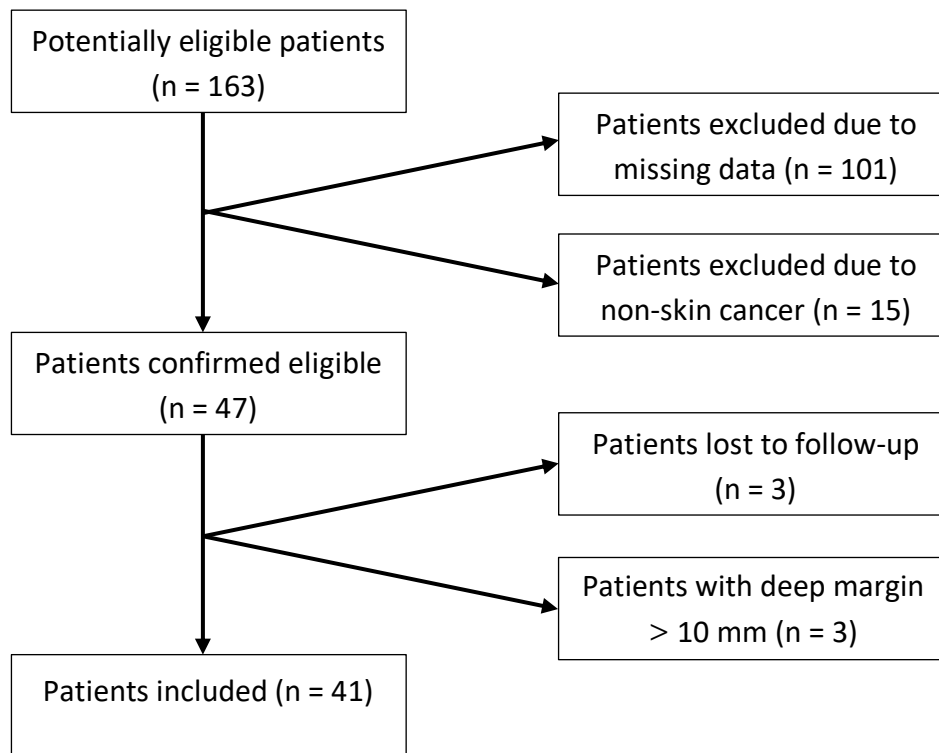 Potentially eligible patients
(n = 163)
Patients excluded due to
missing data (n = 101)
Patients excluded due to
non-skin cancer (n = 15)
Patients confirmed eligible
(n = 47)
Patients lost to follow-up
(n = 3)
Patients with deep margin
> 10 mm (n = 3)
Patients included (n = 41)